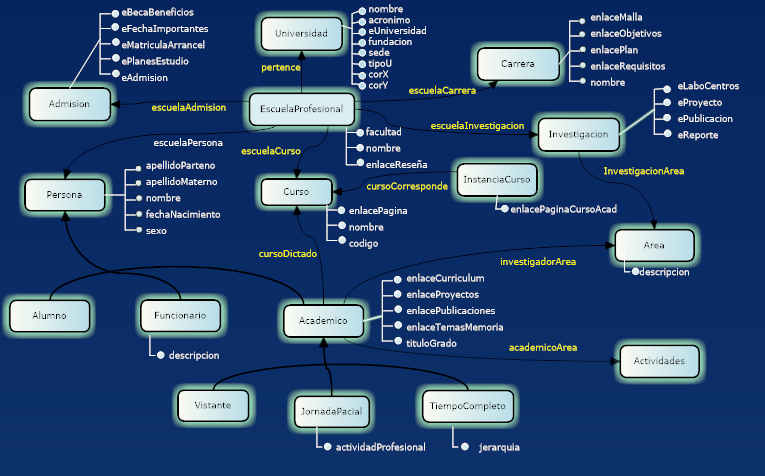 eBecaBeneficios
eFechaImportantes
eMatriculaArrancel
ePlanesEstudio
eAdmision
Admision
nombre
acronimo
eUniversidad
fundacion
sede
tipoU
corX
corY
Universidad
pertence
enlaceMalla
enlaceObjetivos
enlacePlan
enlaceRequisitos
nombre
Carrera
escuelaCarrera
escuelaAdmision
EscuelaProfesional
facultad
nombre
enlaceReseña
escuelaInvestigacion
Investigacion
eLaboCentros
eProyecto
ePublicacion
eReporte
escuelaPersona
escuelaCurso
InvestigacionArea
Persona
apellidoParteno
apellidoMaterno
nombre
fechaNacimiento
sexo
Curso
cursoCorresponde
InstanciaCurso
enlacePaginaCursoAcad
enlacePagina
nombre
codigo
Area
descripcion
cursoDictado
investigadorArea
Alumno
Funcionario
descripcion
Academico
enlaceCurriculum
enlaceProyectos
enlacePublicaciones
enlaceTemasMemoria
tituloGrado
academicoArea
Actividades
Vistante
JornadaPacial
actividadProfesional
TiempoCompleto
jerarquia